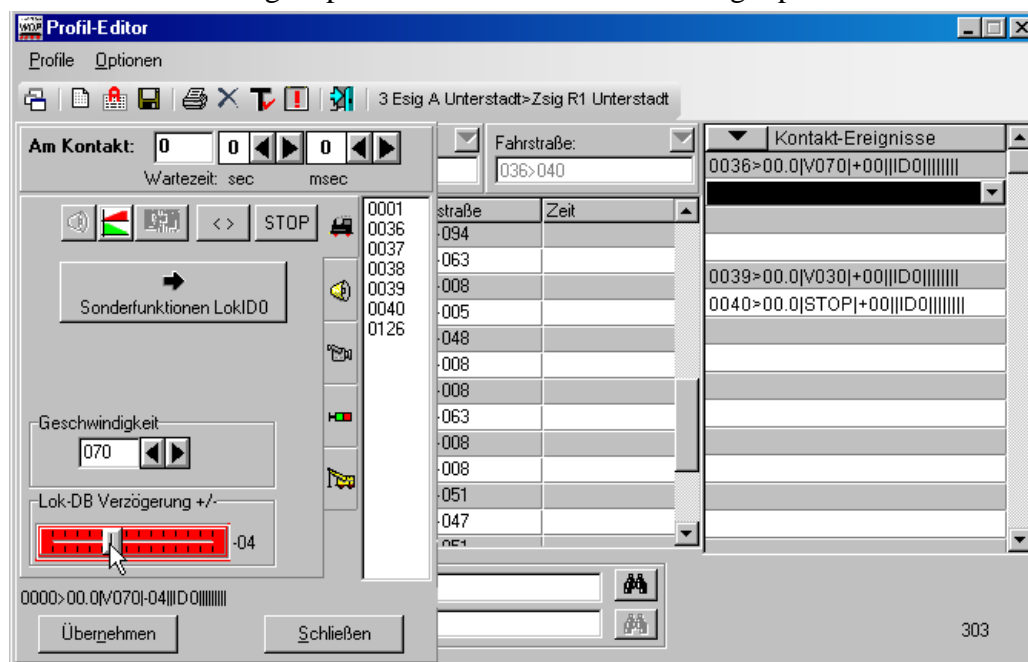 Profil-Editor
Profile Optionen
3 Esig A Unterstadt>Zsig R1 Unterstadt
Am Kontakt: 0 0 0
Wartezeit: sec msec
STOP
Sonderfunktionen LokID0
Geschwindigkeit
070
Lok-DB Verzögerung +/-
-04
0000>00.0|V070|-04|||ID0||||||||
Übernehmen Schließen
0001
0036
0037
0038
0039
0040
0126
Fahrstraße:
036>040
straße Zeit
-094
-063
-008
-005
-048
-008
-008
-063
-008
-008
-051
-047
-051
Kontakt-Ereignisse
0036>00.0|V070|+00|||ID0||||||||
0039>00.0|V030|+00|||ID0||||||||
0040>00.0|STOP|+00|||ID0||||||||
303